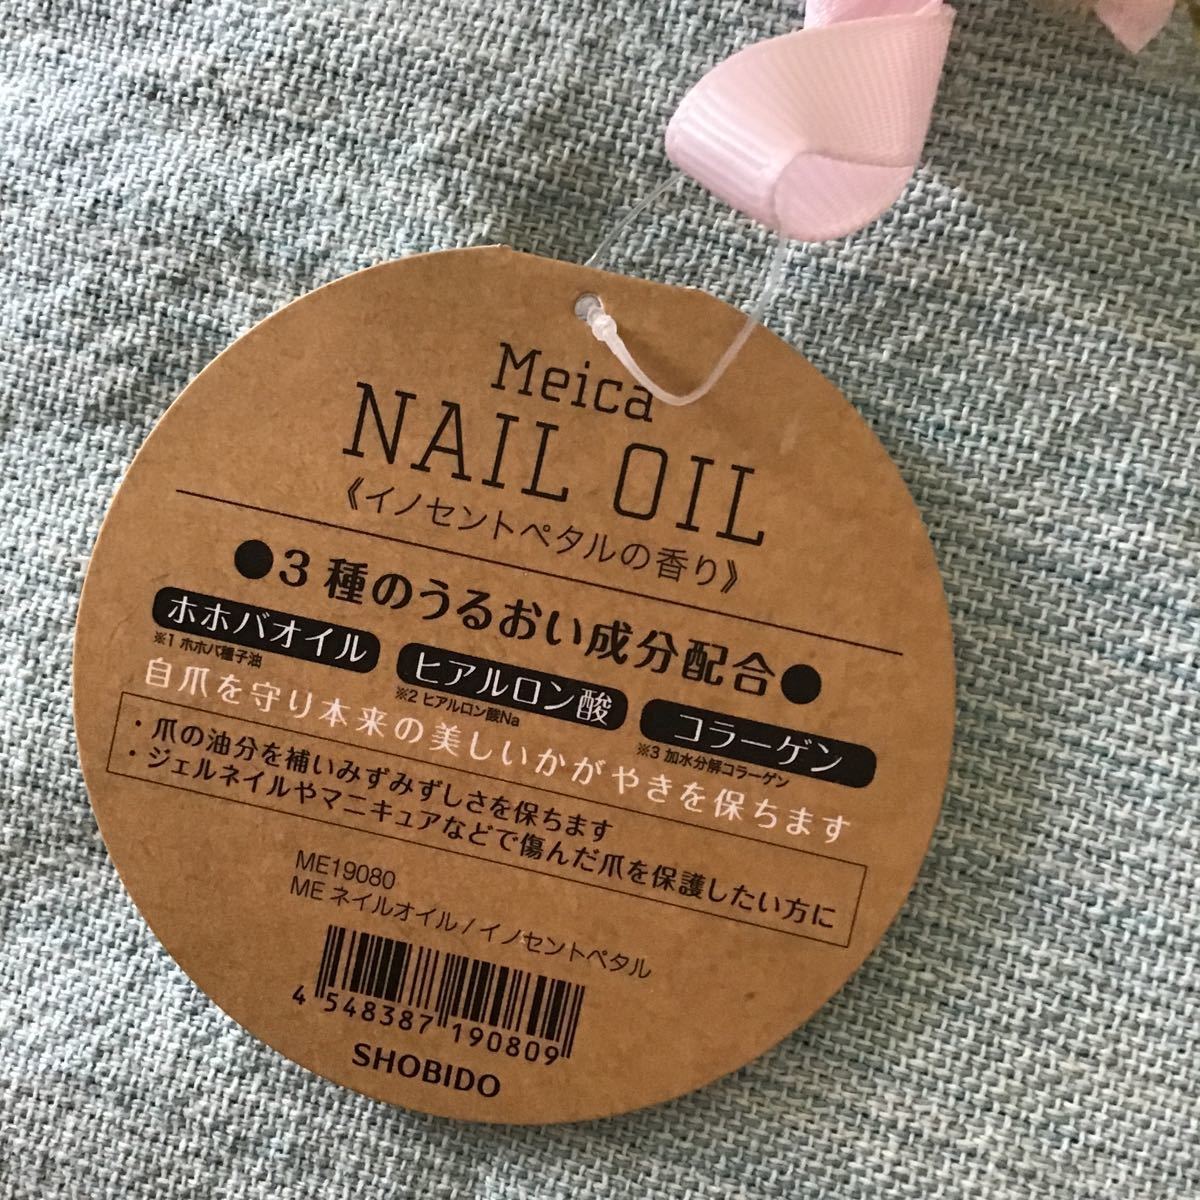 Meica
NAIL OIL
《イノセントペタルの香り》
●3種のうるおい成分配合●
ホホバオイル ヒアルロン酸 コラーゲン
※1 ホホバ種子油 ※2 ヒアルロン酸Na ※3 加水分解コラーゲン
自爪を守り本来の美しいかがやきを保ちます
・爪の油分を補いみずみずしさを保ちます
・ジェルネイルやマニキュアなどで傷んだ爪を保護したい方に
ME19080
ME ネイルオイル / イノセントペタル
4 548387 190809
SHOBIDO